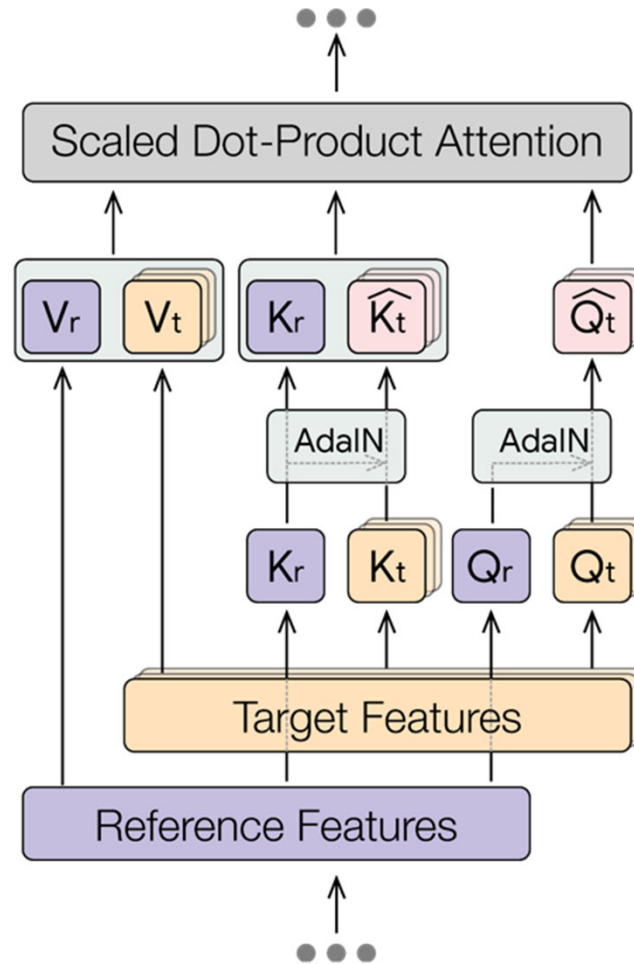 Scaled Dot-Product Attention
Vr Vt Kr K̂t Q̂t
AdaIN AdaIN
Kr Kt Qr Qt
Target Features
Reference Features